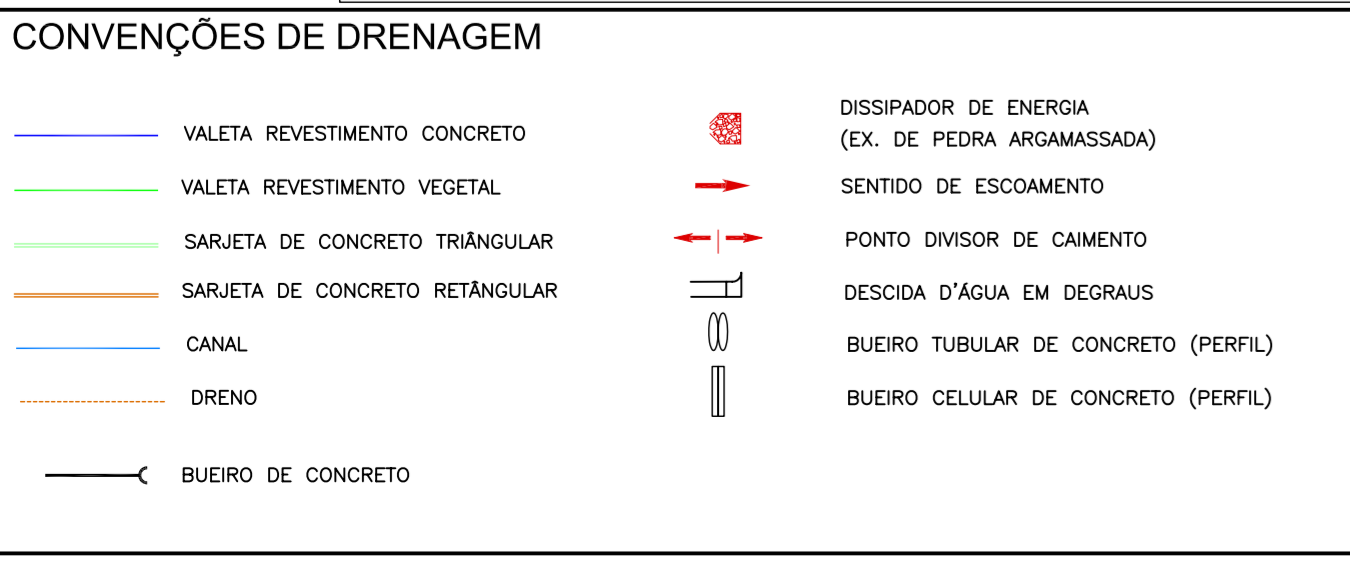 CONVENÇÕES DE DRENAGEM
VALETA REVESTIMENTO CONCRETO
VALETA REVESTIMENTO VEGETAL
SARJETA DE CONCRETO TRIÂNGULAR
SARJETA DE CONCRETO RETÂNGULAR
CANAL
DRENO
BUEIRO DE CONCRETO
DISSIPADOR DE ENERGIA
(EX. DE PEDRA ARGAMASSADA)
SENTIDO DE ESCOAMENTO
PONTO DIVISOR DE CAIMENTO
DESCIDA D'ÁGUA EM DEGRAUS
BUEIRO TUBULAR DE CONCRETO (PERFIL)
BUEIRO CELULAR DE CONCRETO (PERFIL)